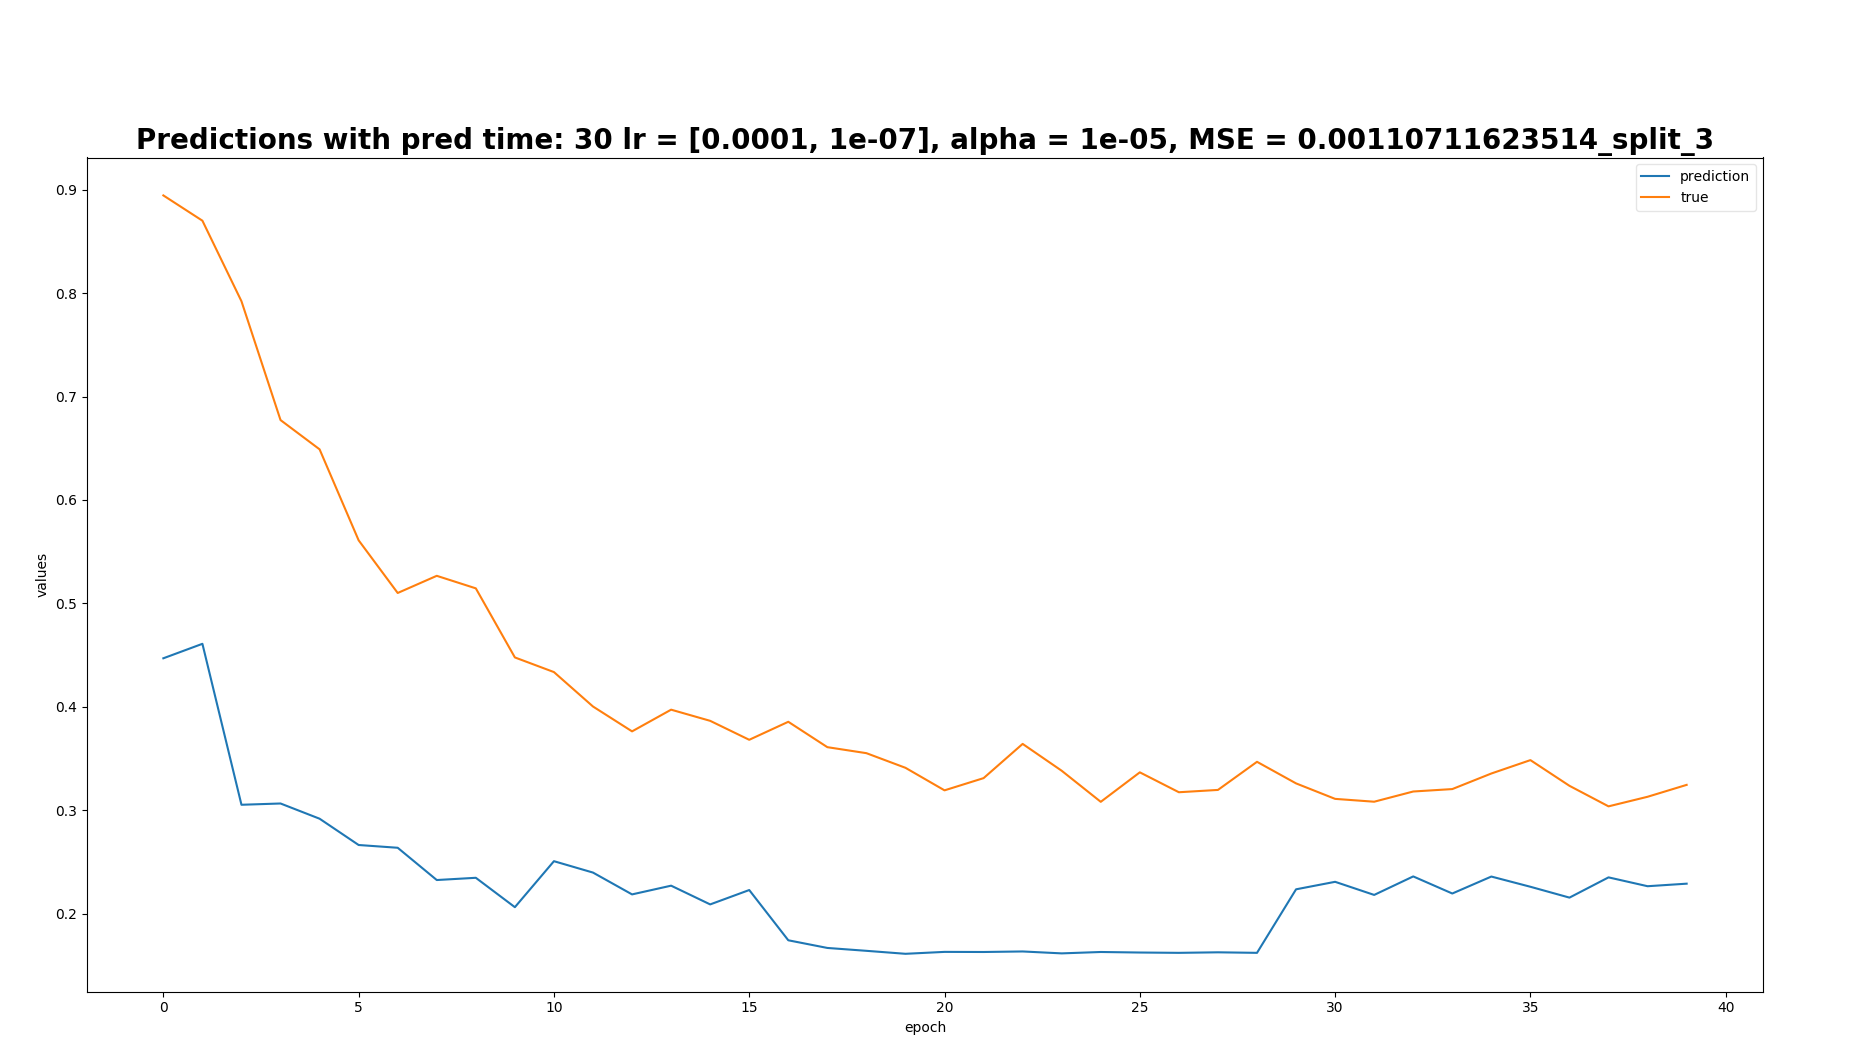 Predictions with pred time: 30 lr = [0.0001, 1e-07], alpha = 1e-05, MSE = 0.00110711623514_split_3
prediction
true
values
0.9
0.8
0.7
0.6
0.5
0.4
0.3
0.2
0 5 10 15 20 25 30 35 40
epoch